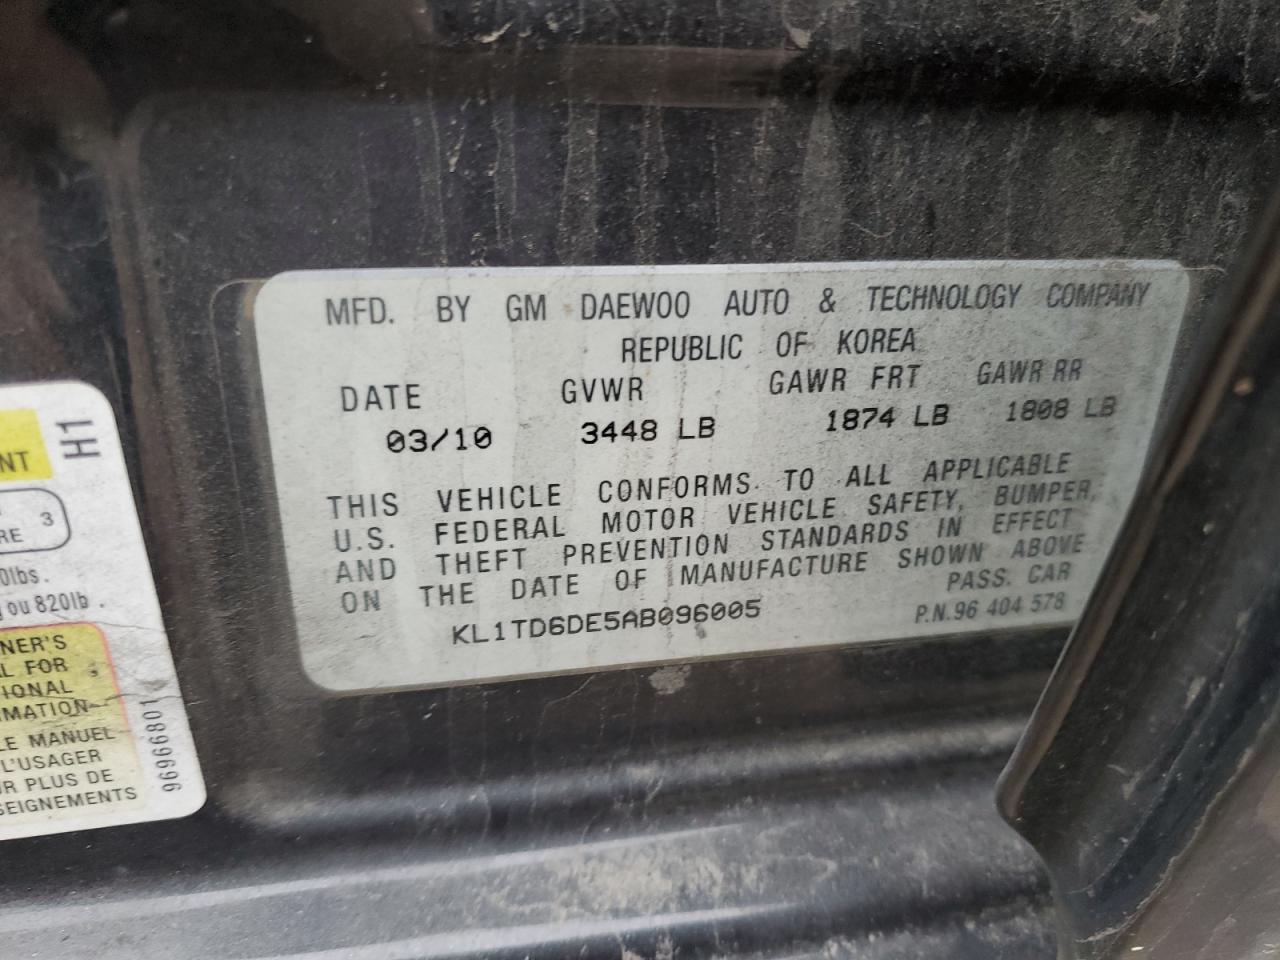 MFD. BY GM DAEWOO AUTO & TECHNOLOGY COMPANY
REPUBLIC OF KOREA
DATE GVWR GAWR FRT GAWR RR
03/10 3448 LB 1874 LB 1808 LB
THIS VEHICLE CONFORMS TO ALL APPLICABLE
U.S. FEDERAL MOTOR VEHICLE SAFETY, BUMPER,
AND THEFT PREVENTION STANDARDS IN EFFECT
ON THE DATE OF MANUFACTURE SHOWN ABOVE
PASS. CAR
KL1TD6DE5AB096005 P.N.96 404 578
H1
NT
RE 3
0lbs.
ou 820lb.
NER'S
L FOR
IONAL
MATION
LE MANUEL
L'USAGER
R PLUS DE
SEIGNEMENTS
96966801